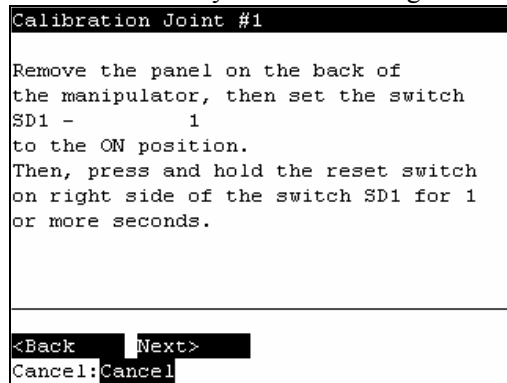 Calibration Joint #1
Remove the panel on the back of
the manipulator, then set the switch
SD1 -          1
to the ON position.
Then, press and hold the reset switch
on right side of the switch SD1 for 1
or more seconds.
<Back    Next>
Cancel:Cancel